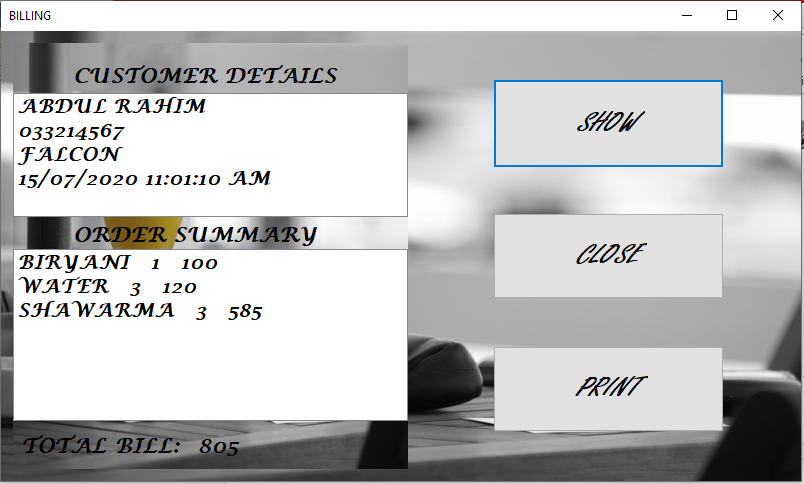 BILLING
CUSTOMER DETAILS
ABDUL RAHIM
033214567
FALCON
15/07/2020 11:01:10 AM
ORDER SUMMARY
BIRYANI 1 100
WATER 3 120
SHAWARMA 3 585
TOTAL BILL: 805
SHOW
CLOSE
PRINT